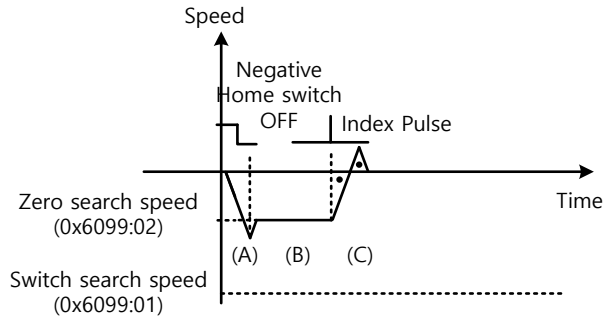 Speed
Negative
Home switch
OFF
Index Pulse
Time
Zero search speed
(0x6099:02)
(A)
(B)
(C)
Switch search speed
(0x6099:01)